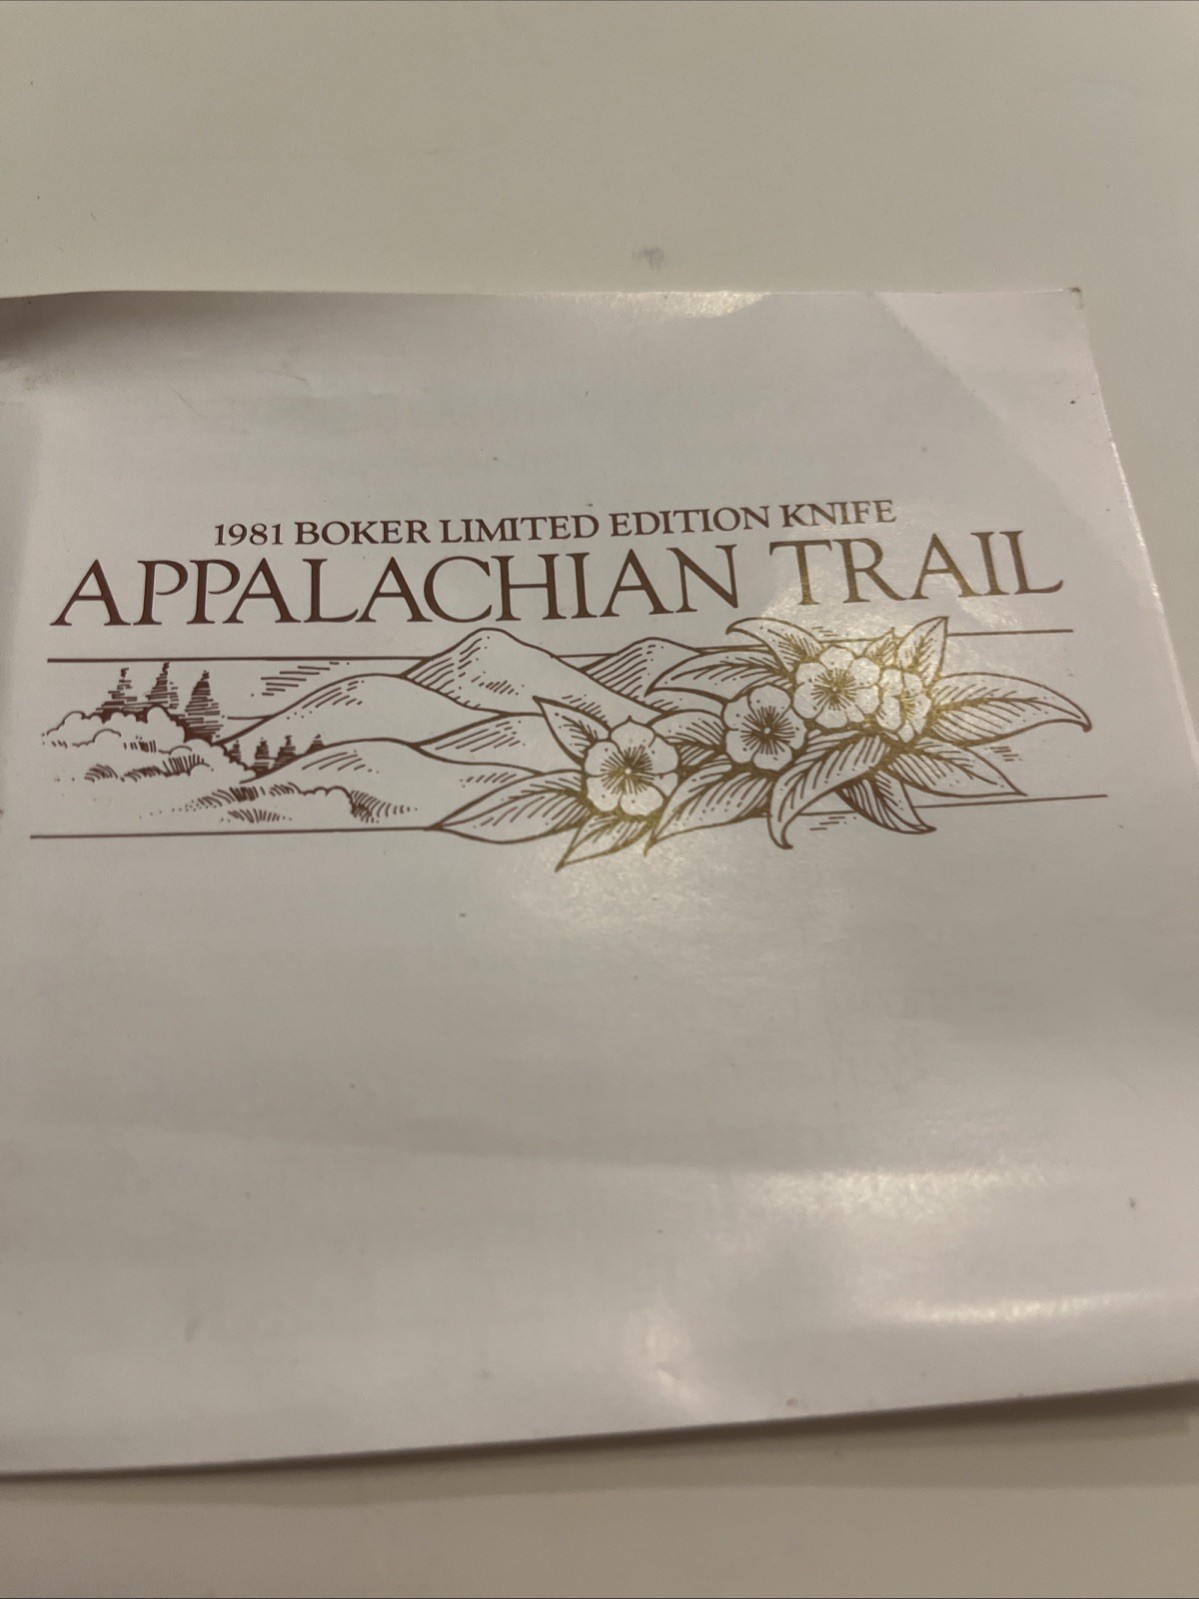 1981 BOKER LIMITED EDITION KNIFE
APPALACHIAN TRAIL